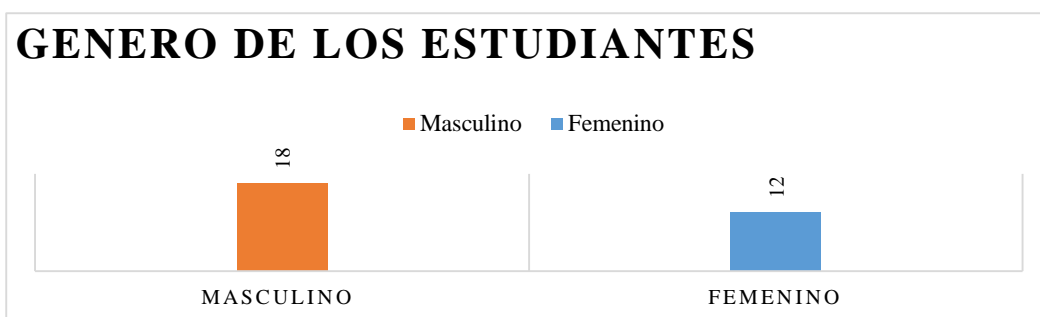 GENERO DE LOS ESTUDIANTES
Masculino Femenino
18
12
MASCULINO
FEMENINO